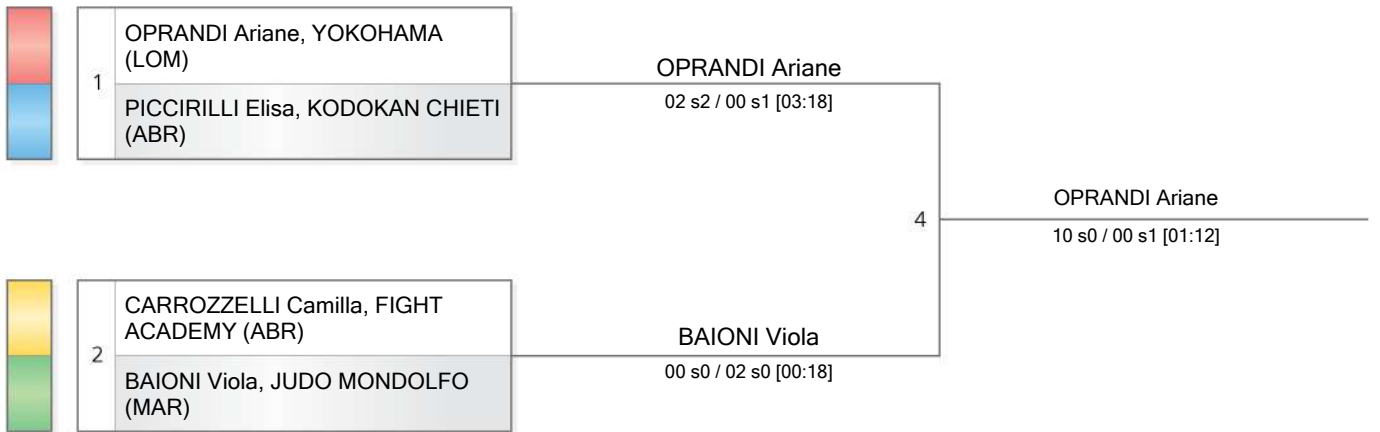 1
OPRANDI Ariane, YOKOHAMA
(LOM)
PICCIRILLI Elisa, KODOKAN CHIETI
(ABR)
OPRANDI Ariane
02 s2 / 00 s1 [03:18]
4
OPRANDI Ariane
10 s0 / 00 s1 [01:12]
2
CARROZZELLI Camilla, FIGHT
ACADEMY (ABR)
BAIONI Viola, JUDO MONDOLFO
(MAR)
BAIONI Viola
00 s0 / 02 s0 [00:18]